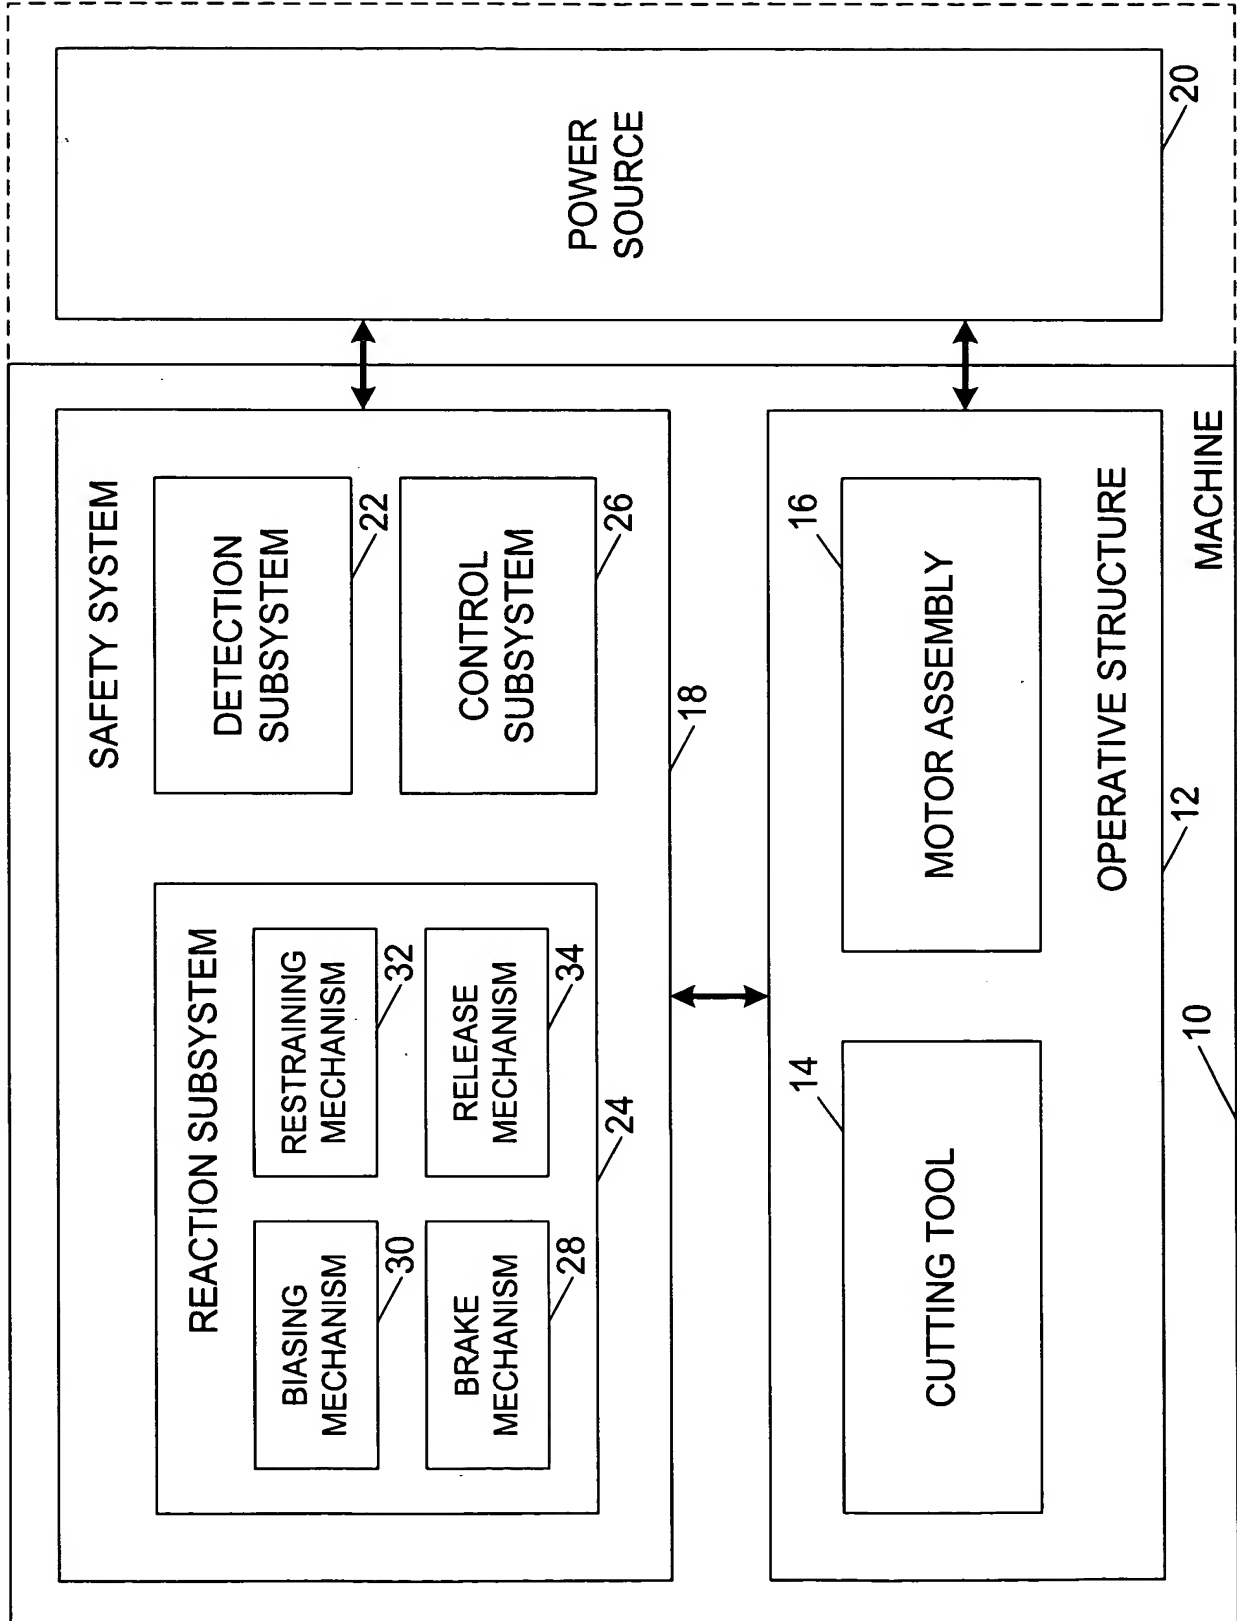 MACHINE
10
SAFETY SYSTEM
18
REACTION SUBSYSTEM
24
BIASING
MECHANISM
30
RESTRAINING
MECHANISM
32
BRAKE
MECHANISM
28
RELEASE
MECHANISM
34
DETECTION
SUBSYSTEM
22
CONTROL
SUBSYSTEM
26
14
CUTTING TOOL
16
MOTOR ASSEMBLY
OPERATIVE STRUCTURE
12
POWER
SOURCE
20